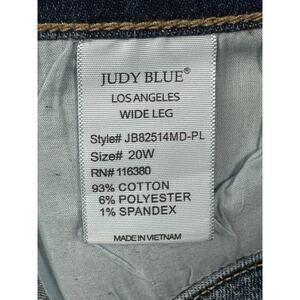 JUDY BLUE®
LOS ANGELES
WIDE LEG
Style# JB82514MD-PL
Size# 20W
RN# 116380
93% COTTON
6% POLYESTER
1% SPANDEX
MADE IN VIETNAM